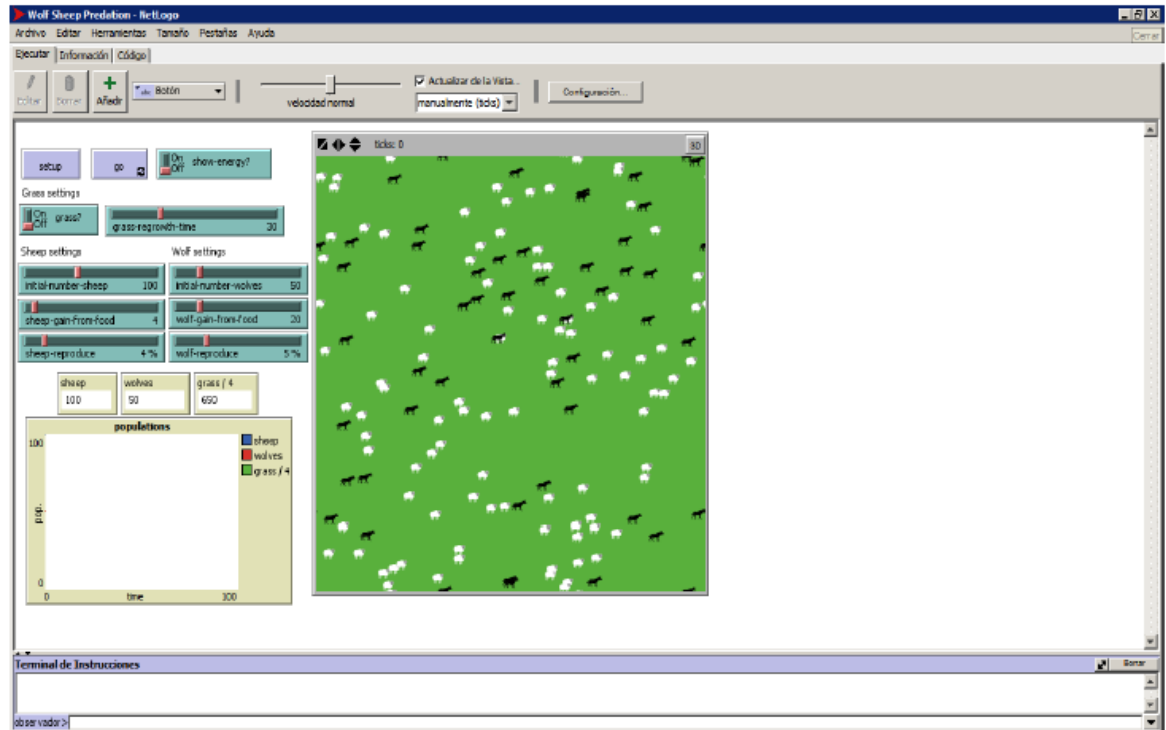 Wolf Sheep Predation - NetLogo
Archivo Editar Herramientas Tamaño Pestañas Ayuda
Cerrar
Ejecutar Información Código
Editar Borrar Añadir abc Botón velocidad normal
Actualizar de la Vista...
manualmente (ticks)
Configuración...
ticks: 0 3D
setup go On Off show-energy?
Grass settings
On Off grass? grass-regrowth-time 30
Sheep settings Wolf settings
initial-number-sheep 100 initial-number-wolves 50
sheep-gain-from-food 4 wolf-gain-from-food 20
sheep-reproduce 4 % wolf-reproduce 5 %
sheep wolves grass / 4
100 50 650
populations
100
pop.
0
0 time 100
sheep
wolves
grass / 4
Terminal de Instrucciones Borrar
observador>